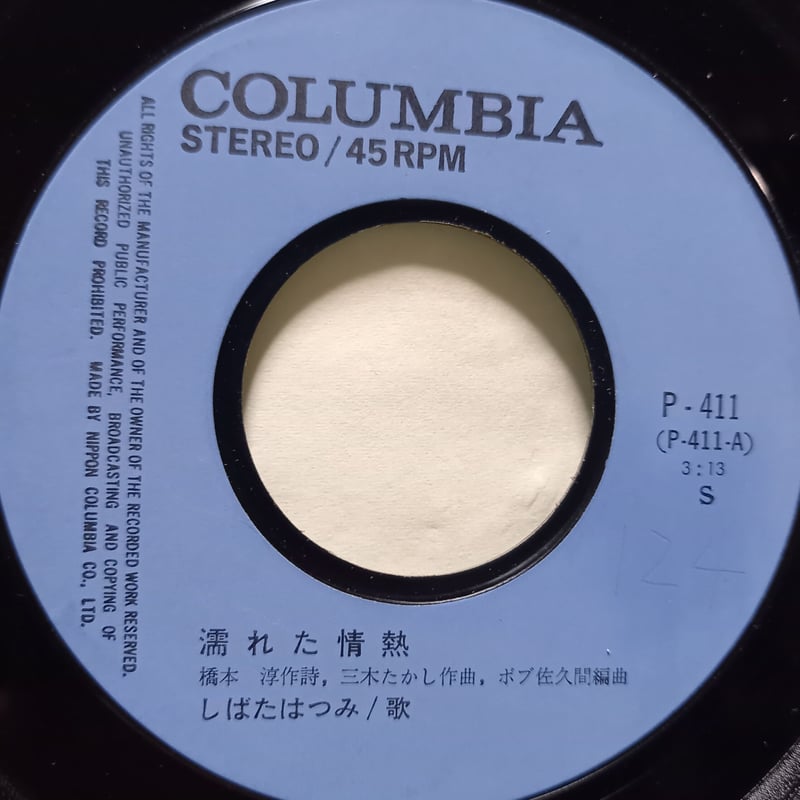 COLUMBIA
STEREO/45RPM
ALL RIGHTS OF THE MANUFACTURER AND OF THE OWNER OF THE RECORDED WORK RESERVED.
UNAUTHORIZED PUBLIC PERFORMANCE, BROADCASTING AND COPYING OF
THIS RECORD PROHIBITED. MADE BY NIPPON COLUMBIA CO., LTD.
P-411
(P-411-A)
3:13
S
124
濡れた情熱
橋本 淳作詩，三木たかし作曲，ボブ佐久間編曲
しばたはつみ/歌